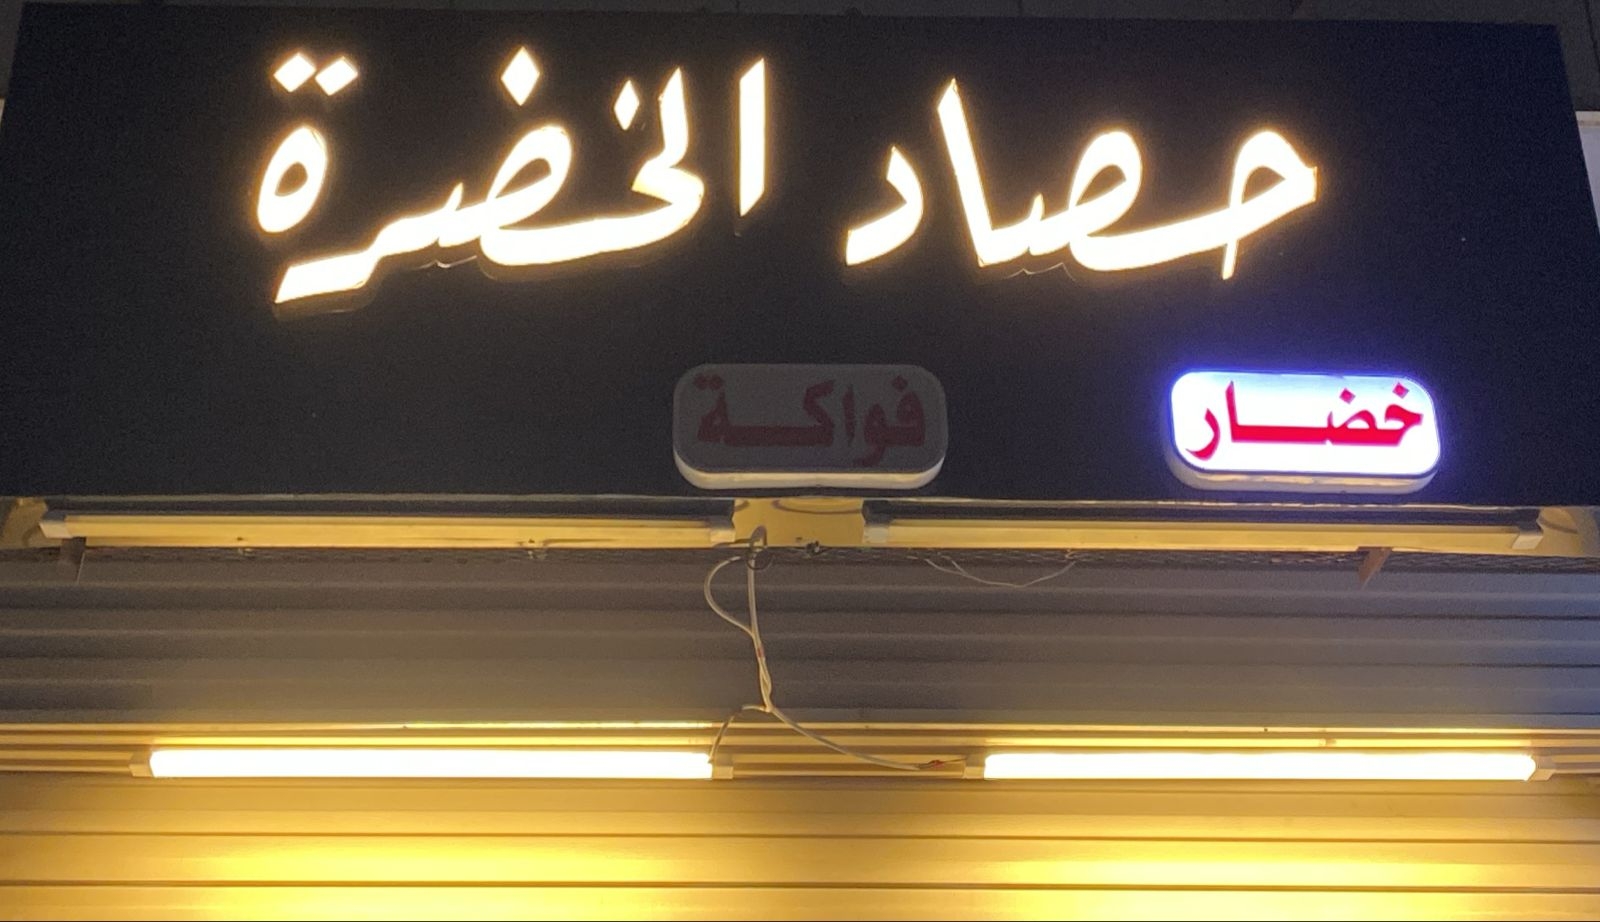 حصاد الخضرة
خضار
فواكة